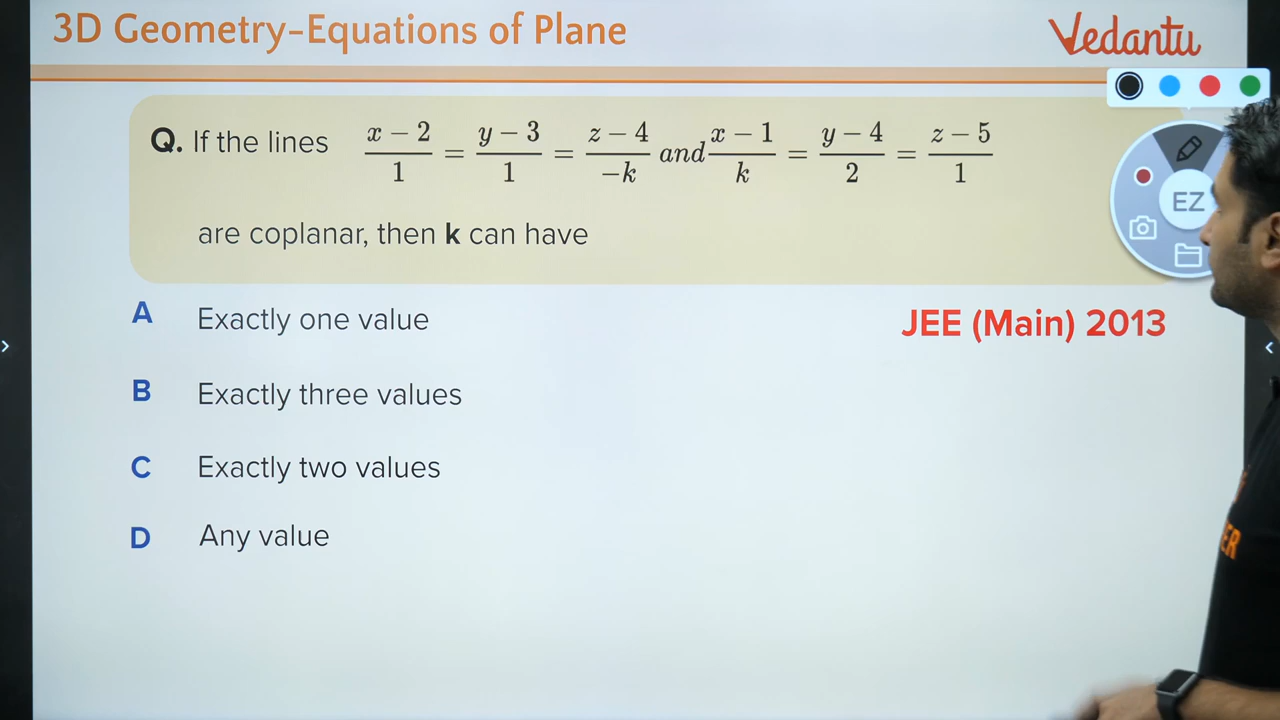 3D Geometry-Equations of Plane
Vedantu
Q. If the lines (x − 2)/1 = (y − 3)/1 = (z − 4)/−k and (x − 1)/k = (y − 4)/2 = (z − 5)/1
are coplanar, then k can have
EZ
A Exactly one value
JEE (Main) 2013
B Exactly three values
C Exactly two values
D Any value
ER